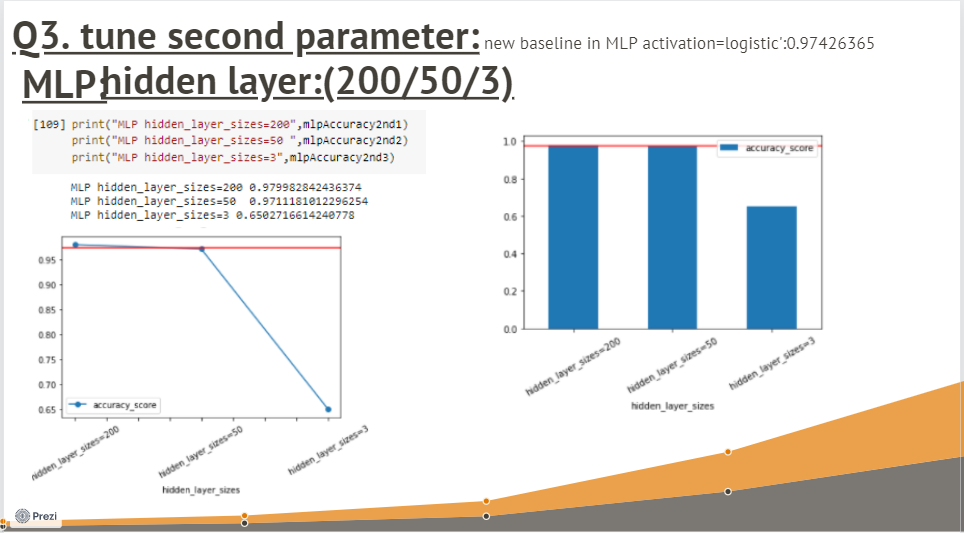 Q3. tune second parameter: new baseline in MLP activation=logistic':0.97426365
MLP:hidden layer:(200/50/3)
[109] print("MLP hidden_layer_sizes=200",mlpAccuracy2nd1)
print("MLP hidden_layer_sizes=50 ",mlpAccuracy2nd2)
print("MLP hidden_layer_sizes=3",mlpAccuracy2nd3)
MLP hidden_layer_sizes=200 0.979982842436374
MLP hidden_layer_sizes=50  0.9711181012296254
MLP hidden_layer_sizes=3 0.6502716614240778
0.95
0.90
0.85
0.80
0.75
0.70
0.65
accuracy_score
hidden_layer_sizes=200
hidden_layer_sizes=50
hidden_layer_sizes=3
hidden_layer_sizes
1.0
0.8
0.6
0.4
0.2
0.0
accuracy_score
hidden_layer_sizes=200
hidden_layer_sizes=50
hidden_layer_sizes=3
hidden_layer_sizes
Prezi